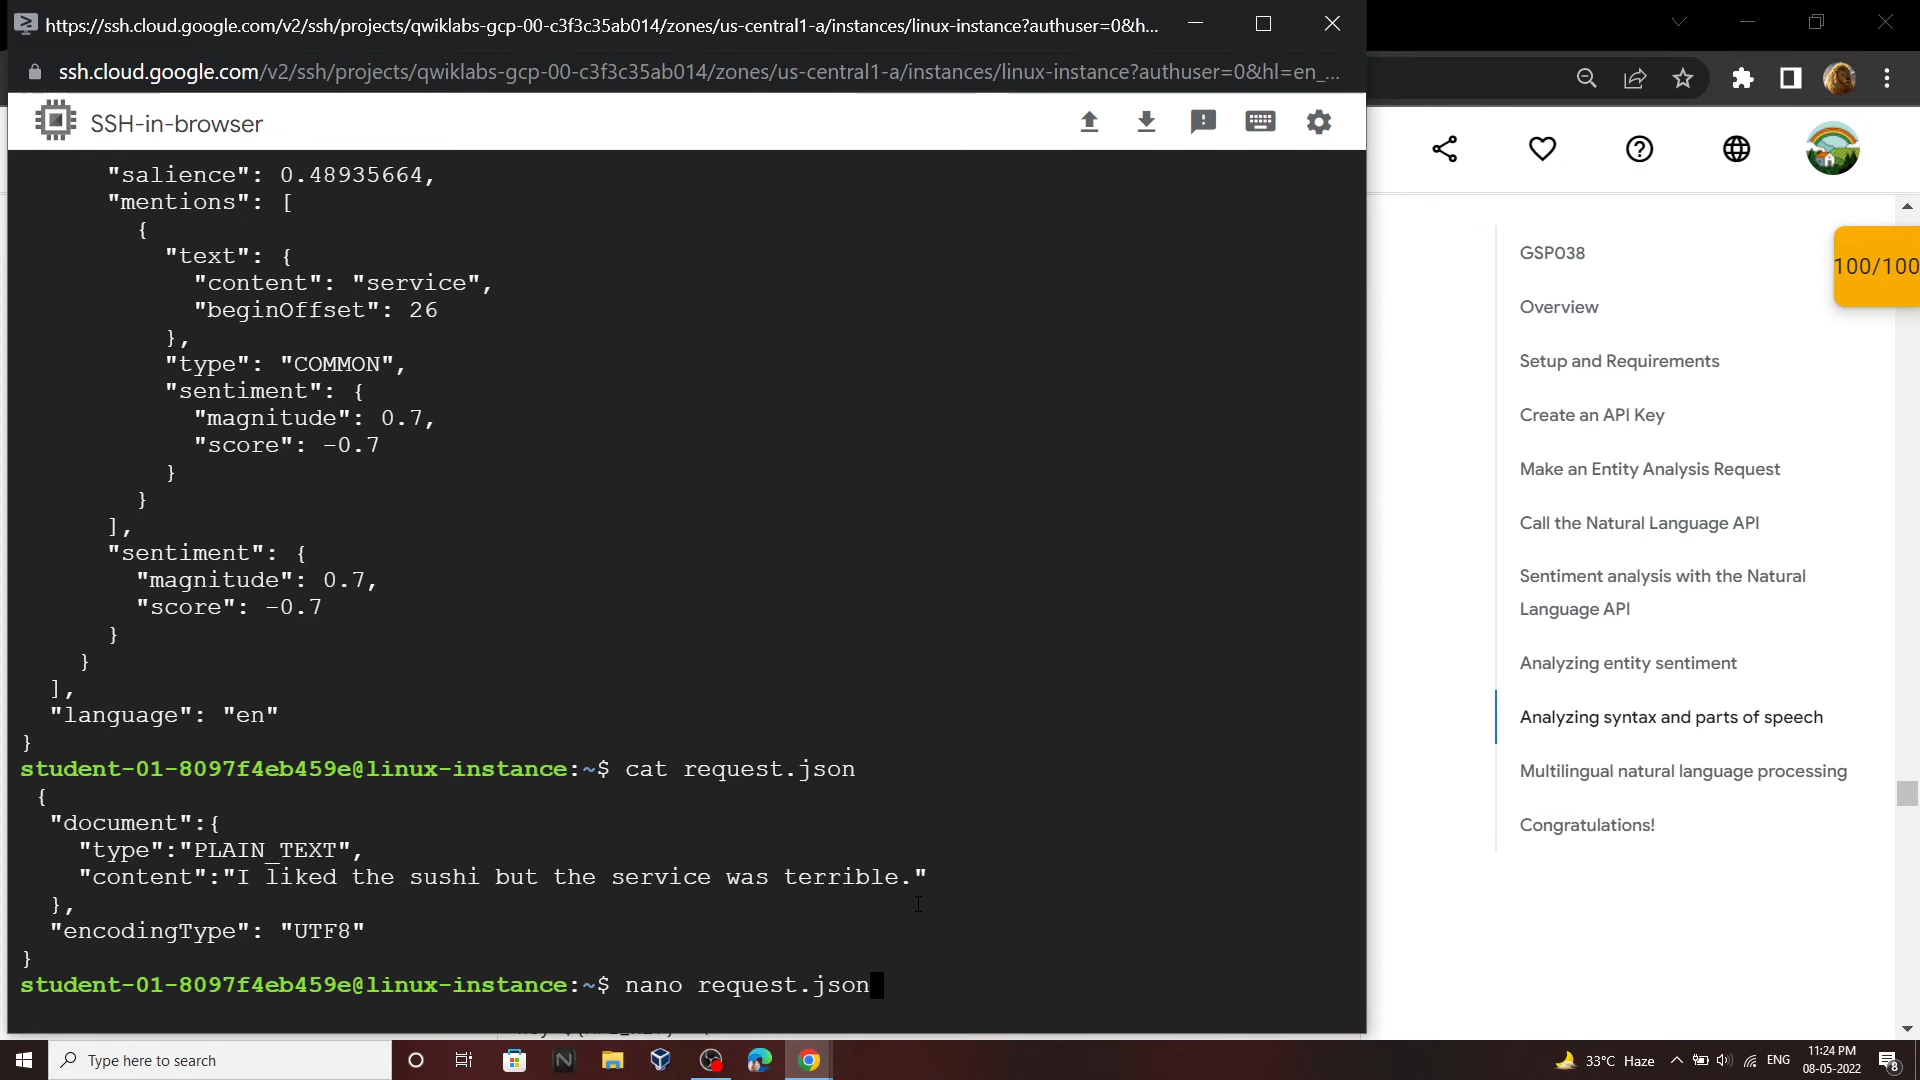 https://ssh.cloud.google.com/v2/ssh/projects/qwiklabs-gcp-00-c3f3c35ab014/zones/us-central1-a/instances/linux-instance?authuser=0&h...
ssh.cloud.google.com/v2/ssh/projects/qwiklabs-gcp-00-c3f3c35ab014/zones/us-central1-a/instances/linux-instance?authuser=0&hl=en_...
SSH-in-browser
"salience": 0.48935664,
"mentions": [
{
"text": {
"content": "service",
"beginOffset": 26
},
"type": "COMMON",
"sentiment": {
"magnitude": 0.7,
"score": -0.7
}
}
],
"sentiment": {
"magnitude": 0.7,
"score": -0.7
}
}
],
"language": "en"
}
student-01-8097f4eb459e@linux-instance:~$ cat request.json
{
"document":{
"type":"PLAIN_TEXT",
"content":"I liked the sushi but the service was terrible."
},
"encodingType": "UTF8"
}
student-01-8097f4eb459e@linux-instance:~$ nano request.json
GSP038
Overview
Setup and Requirements
Create an API Key
Make an Entity Analysis Request
Call the Natural Language API
Sentiment analysis with the Natural
Language API
Analyzing entity sentiment
Analyzing syntax and parts of speech
Multilingual natural language processing
Congratulations!
100/100
Type here to search
33°C Haze
ENG
11:24 PM
08-05-2022
8